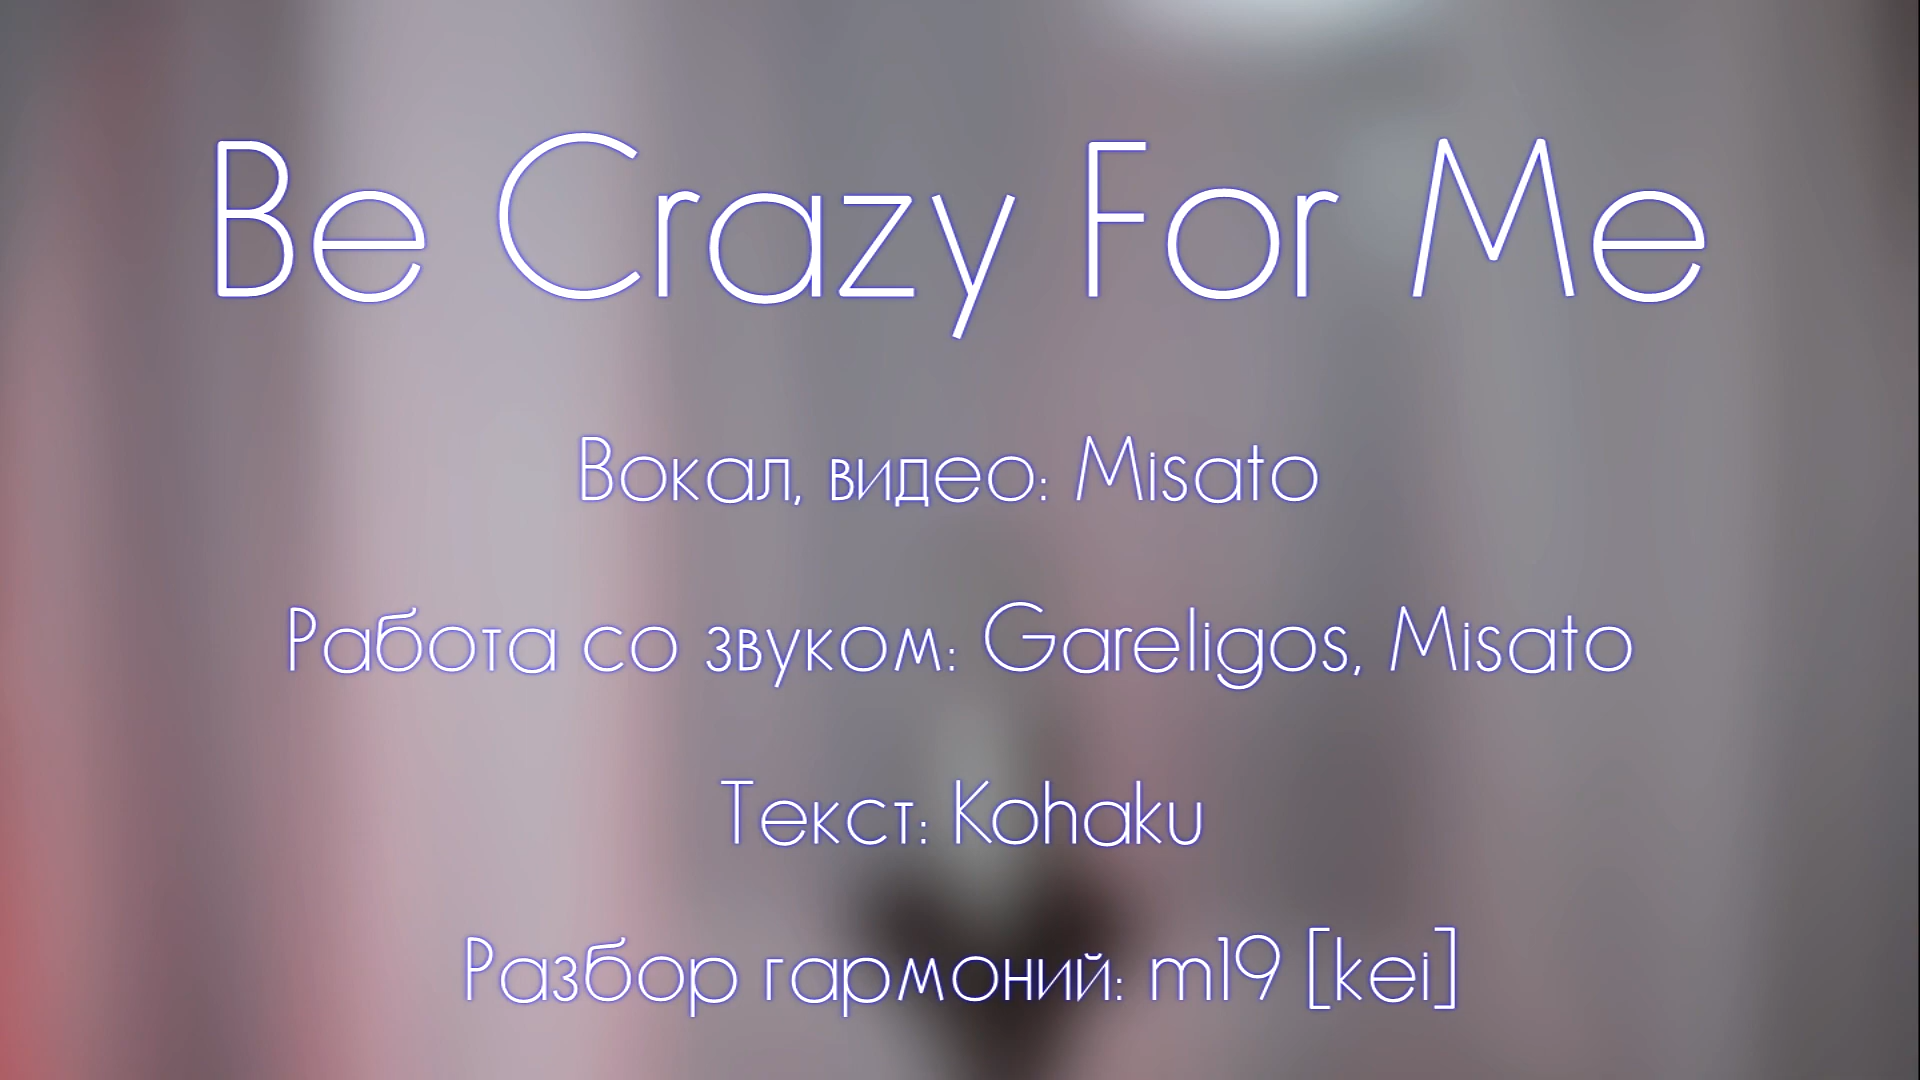 Be Crazy For Me
Вокал, видео: Misato
Работа со звуком: Gareligos, Misato
Текст: Kohaku
Разбор гармоний: m19 [kei]